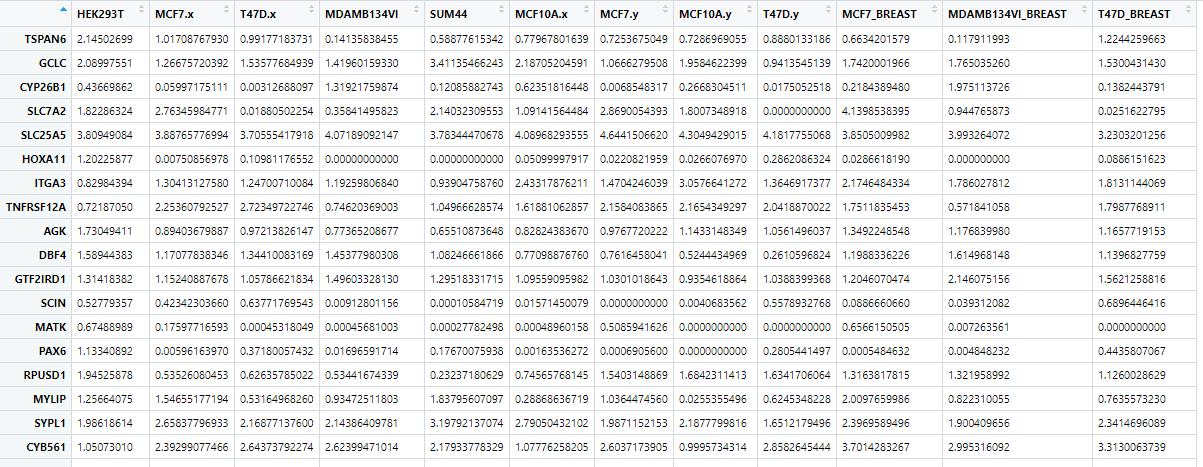 HEK293T MCF7.x T47D.x MDAMB134VI SUM44 MCF10A.x MCF7.y MCF10A.y T47D.y MCF7_BREAST MDAMB134VI_BREAST T47D_BREAST
TSPAN6 2.14502699 1.01708767930 0.99177183731 0.14135838455 0.58877615342 0.77967801639 0.7253675049 0.7286969055 0.8880133186 0.6634201579 0.117911993 1.2244259663
GCLC 2.08997551 1.26675720392 1.53577684939 1.41960159330 3.41135466243 2.18705204591 1.0666279508 1.9584622399 0.9413545139 1.7420001966 1.765035260 1.5300431430
CYP26B1 0.43669862 0.05997175111 0.00312688097 1.31921759874 0.12085882743 0.62351816448 0.0068548317 0.2668304511 0.0175052518 0.2184389480 1.975113726 0.1382443791
SLC7A2 1.82286324 2.76345984771 0.01880502254 0.35841495823 2.14032309553 1.09141564484 2.8690054393 1.8007348918 0.0000000000 4.1398538395 0.944765873 0.0251622795
SLC25A5 3.80949084 3.88765776994 3.70555417918 4.07189092147 3.78344470678 4.08968293555 4.6441506620 4.3049429015 4.1817755068 3.8505009982 3.993264072 3.2303201256
HOXA11 1.20225877 0.00750856978 0.10981176552 0.00000000000 0.00000000000 0.05099997917 0.0220821959 0.0266076970 0.2862086324 0.0286618190 0.000000000 0.0886151623
ITGA3 0.82984394 1.30413127580 1.24700710084 1.19259806840 0.93904758760 2.43317876211 1.4704246039 3.0576641272 1.3646917377 2.1746484334 1.786027812 1.8131144069
TNFRSF12A 0.72187050 2.25360792527 2.72349722746 0.74620369003 1.04966628574 1.61881062857 2.1584083865 2.1654349297 2.0418870022 1.7511835453 0.571841058 1.7987768911
AGK 1.73049411 0.89403679887 0.97213826147 0.77365208677 0.65510873648 0.82824383670 0.9767720222 1.1433148349 1.0561496037 1.3492248548 1.176839980 1.1657719153
DBF4 1.58944383 1.17077838346 1.34410083169 1.45377980308 1.08246661866 0.77098876760 0.7616458041 0.5244434969 0.2610596824 1.1988336226 1.614968148 1.1396827759
GTF2IRD1 1.31418382 1.15240887678 1.05786621834 1.49603328130 1.29518331715 1.09559095982 1.0301018643 0.9354618864 1.0388399368 1.2046070474 2.146075156 1.5621258816
SCIN 0.52779357 0.42342303660 0.63771769543 0.00912801156 0.00010584719 0.01571450079 0.0000000000 0.0040683562 0.5578932768 0.0886660660 0.039312082 0.6896446416
MATK 0.67488989 0.17597716593 0.00045318049 0.00045681003 0.00027782498 0.00048960158 0.5085941626 0.0000000000 0.0000000000 0.6566150505 0.007263561 0.0000000000
PAX6 1.13340892 0.00596163970 0.37180057432 0.01696591714 0.17670075938 0.00163536272 0.0006905600 0.0000000000 0.2805441497 0.0005484632 0.004848232 0.4435807067
RPUSD1 1.94525878 0.53526080453 0.62635785022 0.53441674339 0.23237180629 0.74565768145 1.5403148869 1.6842311413 1.6341706064 1.3163817815 1.321958992 1.1260028629
MYLIP 1.25664075 1.54655177194 0.53164968260 0.93472511803 1.83795607097 0.28868636719 1.0364474560 0.0255355496 0.6245348228 2.0097659986 0.822310055 0.7635573230
SYPL1 1.98618614 2.65837796933 2.16877137600 2.14386409781 3.19792137074 2.79050432102 1.9871152153 2.1877799816 1.6512179496 2.3969589496 1.900409656 2.3414696089
CYB561 1.05073010 2.39299077466 2.64373792274 2.62399471014 2.17933778329 1.07776258205 2.6037173905 0.9995734314 2.8582645444 3.7014283267 2.995316092 3.3130063739